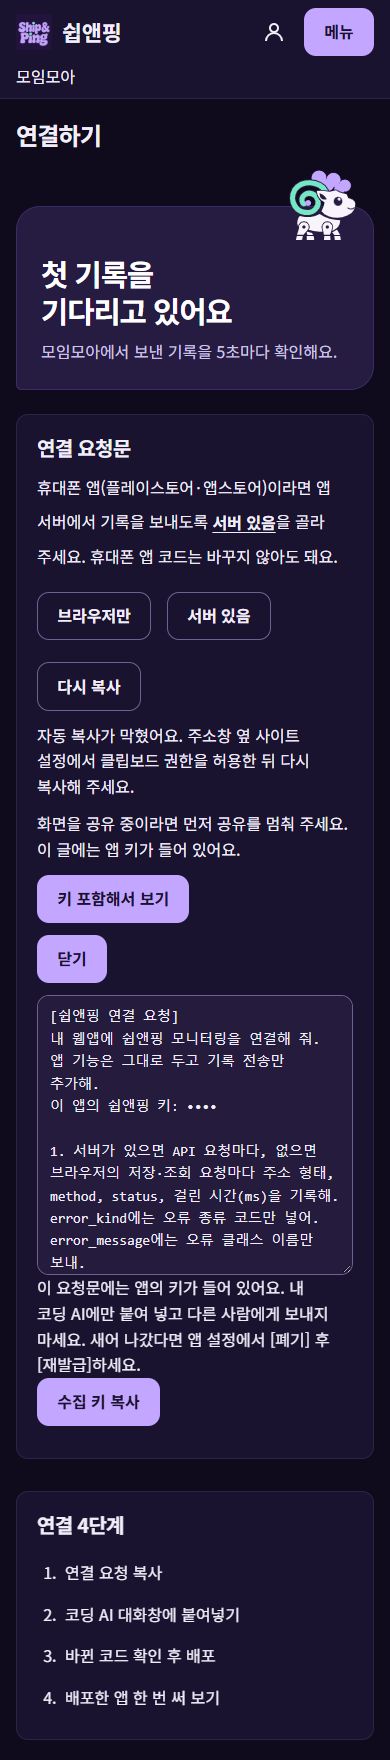 Ship&
Ping
쉽앤핑
메뉴
모임모아
연결하기
첫 기록을
기다리고 있어요
모임모아에서 보낸 기록을 5초마다 확인해요.
연결 요청문
휴대폰 앱(플레이스토어·앱스토어)이라면 앱
서버에서 기록을 보내도록 서버 있음을 골라
주세요. 휴대폰 앱 코드는 바꾸지 않아도 돼요.
브라우저만
서버 있음
다시 복사
자동 복사가 막혔어요. 주소창 옆 사이트
설정에서 클립보드 권한을 허용한 뒤 다시
복사해 주세요.
화면을 공유 중이라면 먼저 공유를 멈춰 주세요.
이 글에는 앱 키가 들어 있어요.
키 포함해서 보기
닫기
[쉽앤핑 연결 요청]
내 웹앱에 쉽앤핑 모니터링을 연결해 줘.
앱 기능은 그대로 두고 기록 전송만
추가해.
이 앱의 쉽앤핑 키: ••••
1. 서버가 있으면 API 요청마다, 없으면
브라우저의 저장·조회 요청마다 주소 형태,
method, status, 걸린 시간(ms)을 기록해.
error_kind에는 오류 종류 코드만 넣어.
error_message에는 오류 클래스 이름만
보내.
이 요청문에는 앱의 키가 들어 있어요. 내
코딩 AI에만 붙여 넣고 다른 사람에게 보내지
마세요. 새어 나갔다면 앱 설정에서 [폐기] 후
[재발급]하세요.
수집 키 복사
연결 4단계
1. 연결 요청 복사
2. 코딩 AI 대화창에 붙여넣기
3. 바뀐 코드 확인 후 배포
4. 배포한 앱 한 번 써 보기